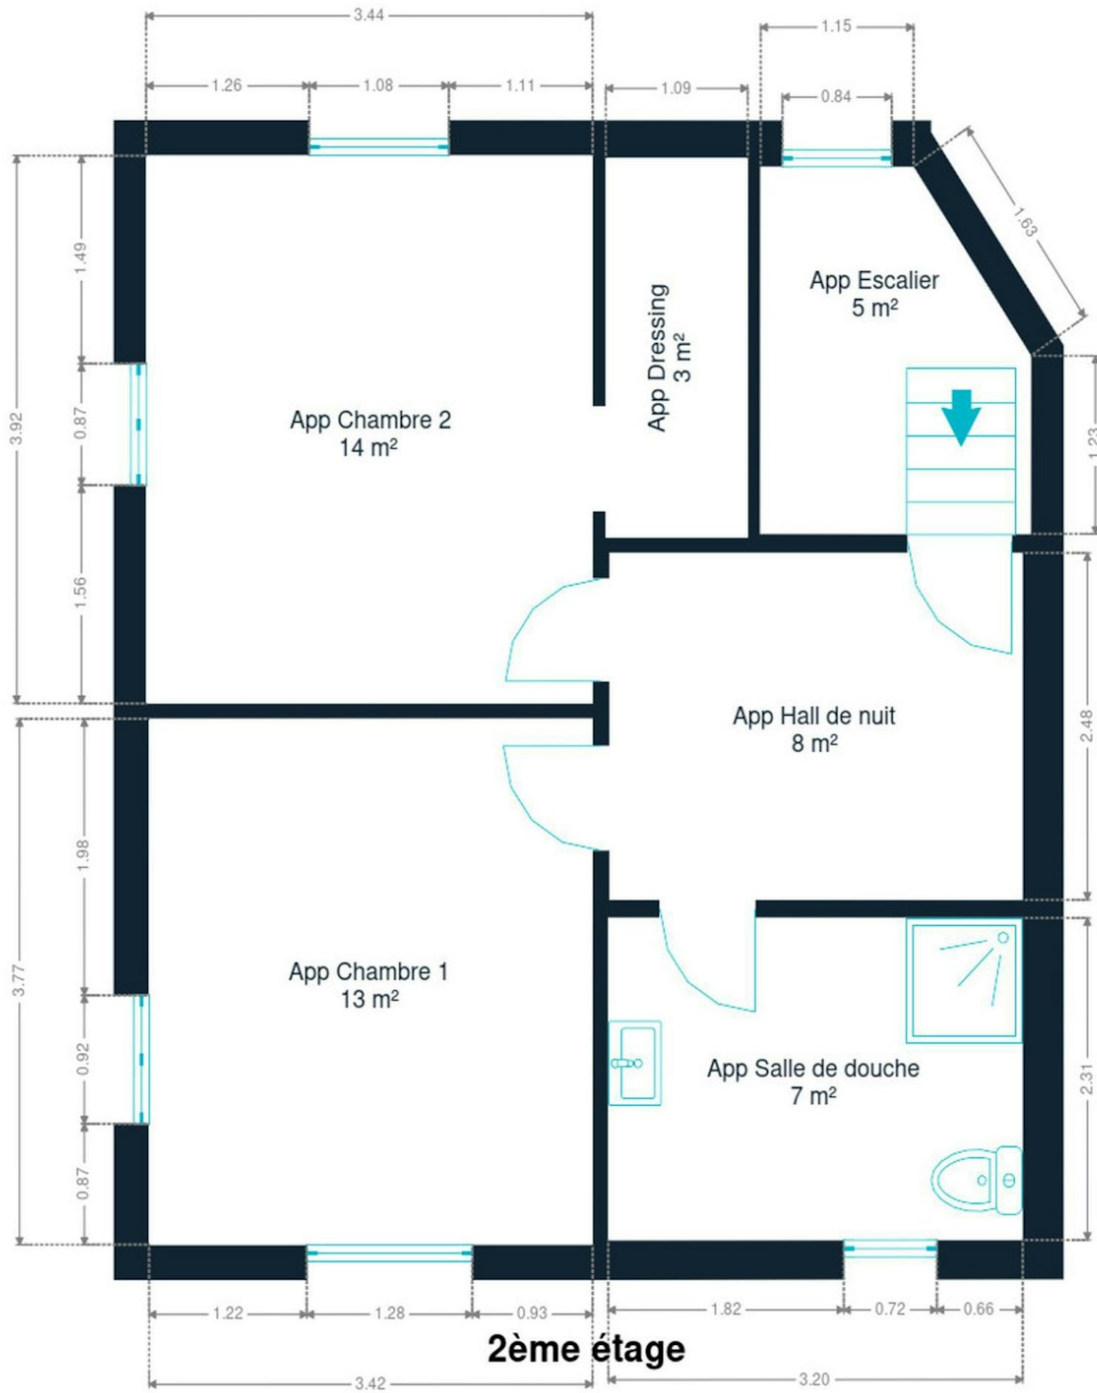 3.44
1.15
1.26
1.08
1.11
1.09
0.84
1.63
1.49
App Escalier
5 m²
App Dressing
3 m²
3.92
0.87
App Chambre 2
14 m²
1.23
1.56
App Hall de nuit
8 m²
2.48
1.98
3.77
App Chambre 1
13 m²
0.92
App Salle de douche
7 m²
2.31
0.87
1.22
1.28
0.93
1.82
0.72
0.66
2ème étage
3.42
3.20